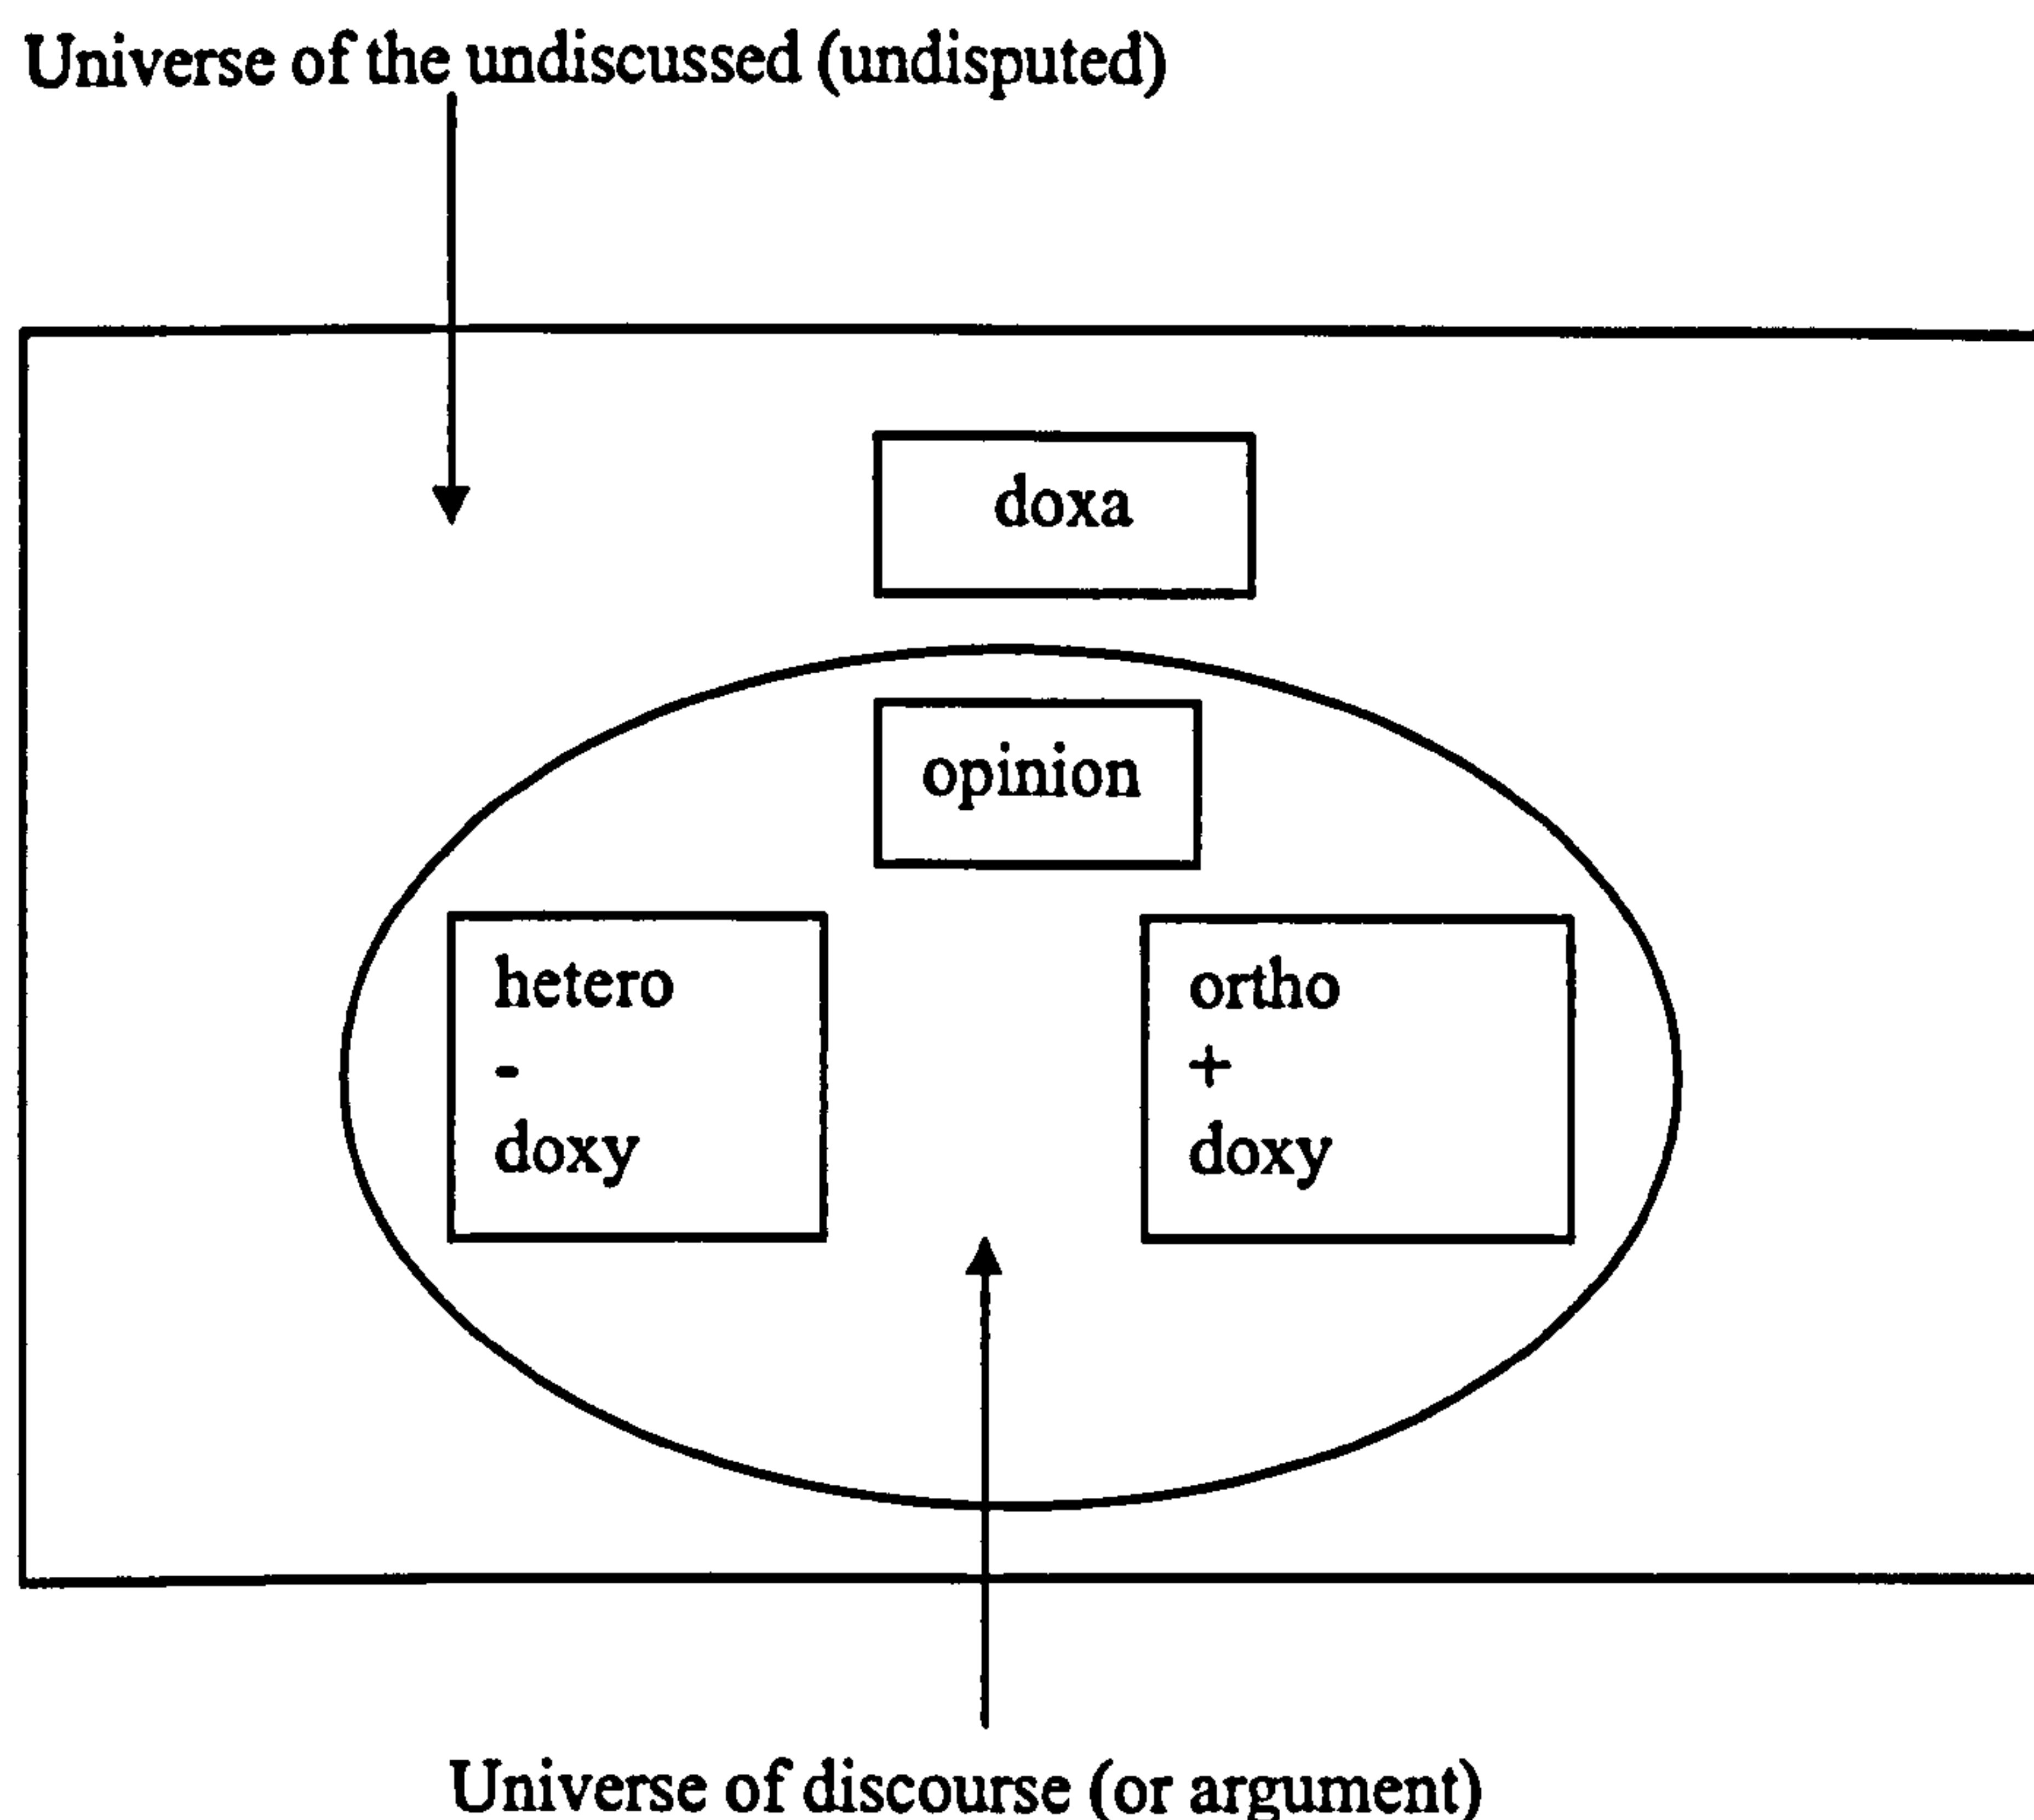 Universe of the undiscussed (undisputed)
doxa
opinion
hetero
-
doxy
ortho
+
doxy
Universe of discourse (or argument)